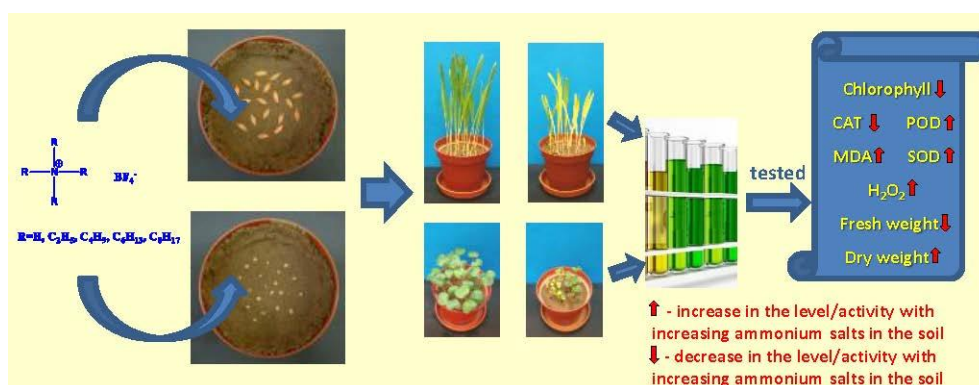 R
⊕
R—N—R
R
BF₄⁻
R=H, C₂H₅, C₄H₉, C₆H₁₃, C₈H₁₇
tested
Chlorophyll ↓
CAT ↓ POD ↑
MDA ↑ SOD ↑
H₂O₂ ↑
Fresh weight ↓
Dry weight ↑
↑ - increase in the level/activity with
increasing ammonium salts in the soil
↓ - decrease in the level/activity with
increasing ammonium salts in the soil